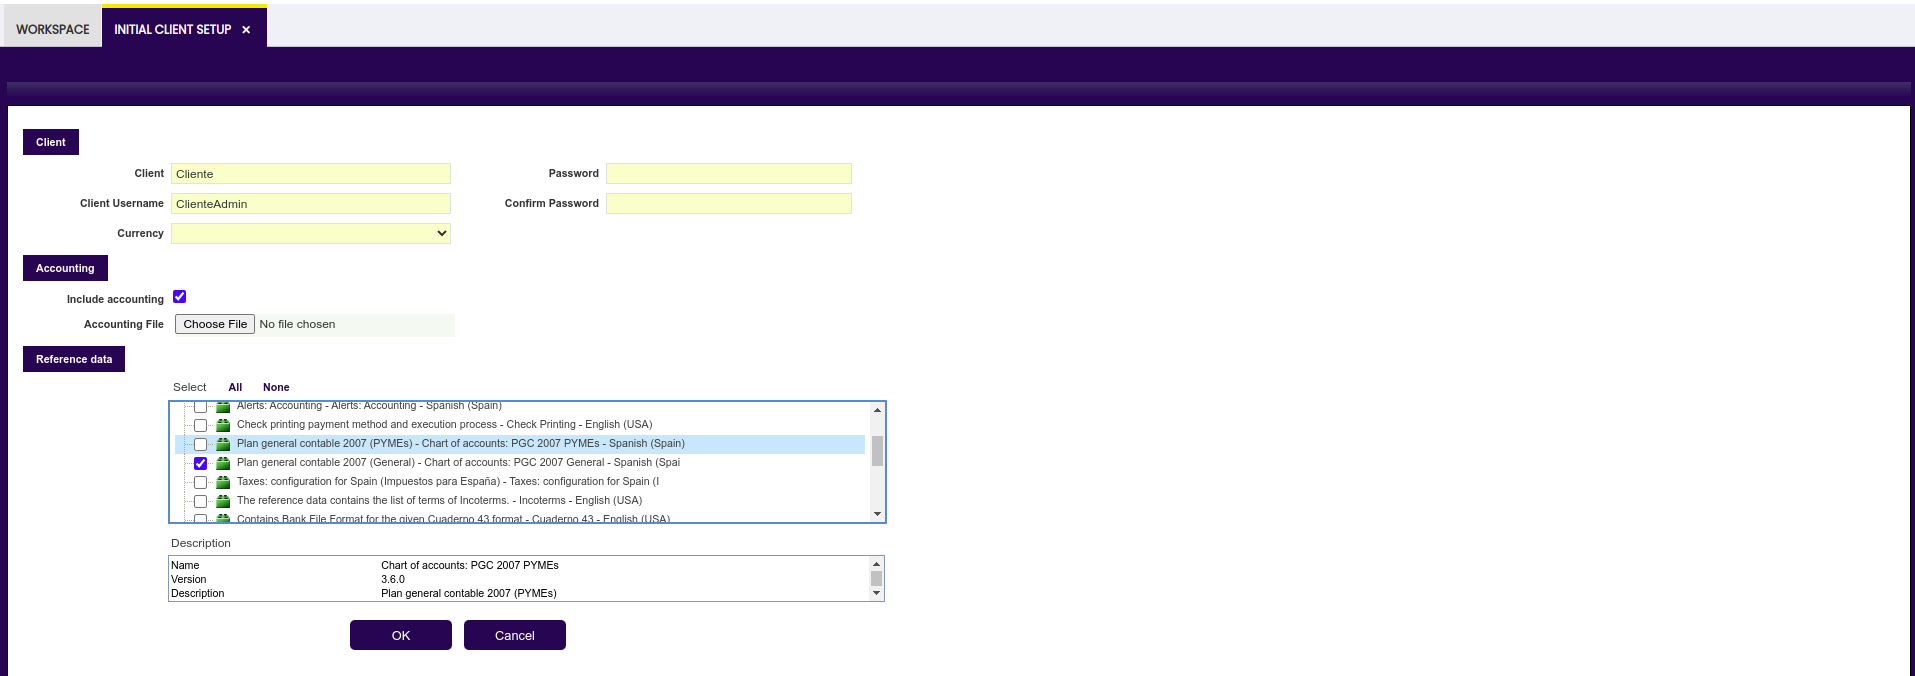 WORKSPACE
INITIAL CLIENT SETUP ×
Client
Client Cliente Password
Client Username ClienteAdmin Confirm Password
Currency
Accounting
Include accounting
Accounting File Choose File No file chosen
Reference data
Select All None
Alerts: Accounting - Alerts: Accounting - Spanish (Spain)
Check printing payment method and execution process - Check Printing - English (USA)
Plan general contable 2007 (PYMEs) - Chart of accounts: PGC 2007 PYMEs - Spanish (Spain)
Plan general contable 2007 (General) - Chart of accounts: PGC 2007 General - Spanish (Spai
Taxes: configuration for Spain (Impuestos para España) - Taxes: configuration for Spain (I
The reference data contains the list of terms of Incoterms. - Incoterms - English (USA)
Contains Bank File Format for the given Cuaderno 43 format - Cuaderno 43 - English (USA)
Description
Name Chart of accounts: PGC 2007 PYMEs
Version 3.6.0
Description Plan general contable 2007 (PYMEs)
OK Cancel